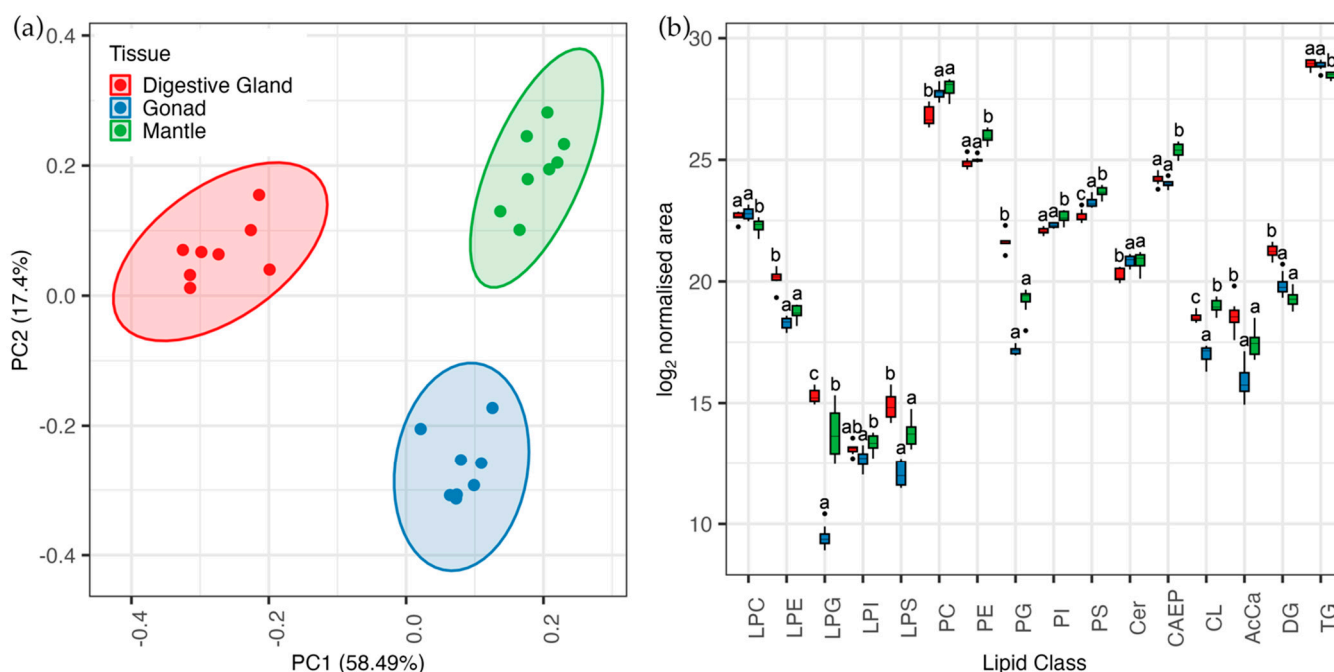 (a)
Tissue
Digestive Gland
Gonad
Mantle
0.4
0.2
0.0
-0.2
-0.4
PC2 (17.4%)
-0.4
-0.2
0.0
0.2
PC1 (58.49%)
(b)
30
25
20
15
10
log2 normalised area
a a b
b a a
c a b
ab a b
b a a
b a a
a a b
b a a
a a b
c a b
b a a
a a b
c a b
b a a
b a a
a a b
LPC
LPE
LPG
LPI
LPS
PC
PE
PG
PI
PS
Cer
CAEP
CL
AcCa
DG
TG
Lipid Class